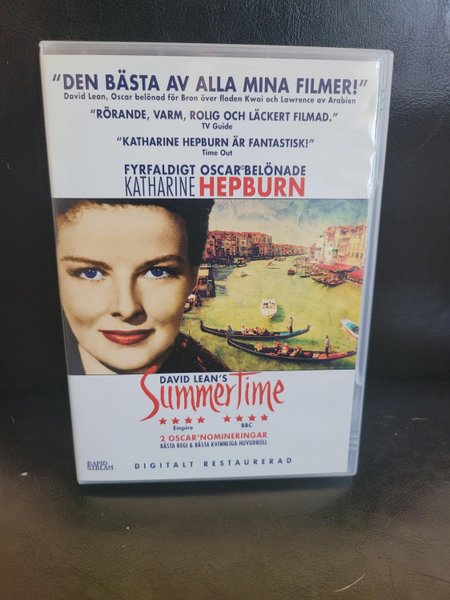 "DEN BÄSTA AV ALLA MINA FILMER!"
David Lean, Oscar belönad för Bron över floden Kwai och Lawrence av Arabien
"RÖRANDE, VARM, ROLIG OCH LÄCKERT FILMAD."
TV Guide
"KATHARINE HEPBURN ÄR FANTASTISK!"
Time Out
FYRFALDIGT OSCAR®BELÖNADE
KATHARINE HEPBURN
DAVID LEAN'S
SUMMERTIME
★★★★ ★★★★
Empire BBC
2 OSCAR®NOMINERINGAR
BÄSTA REGI & BÄSTA KVINNLIGA HUVUDROLL
RAPID STREAM
DIGITALT RESTAURERAD